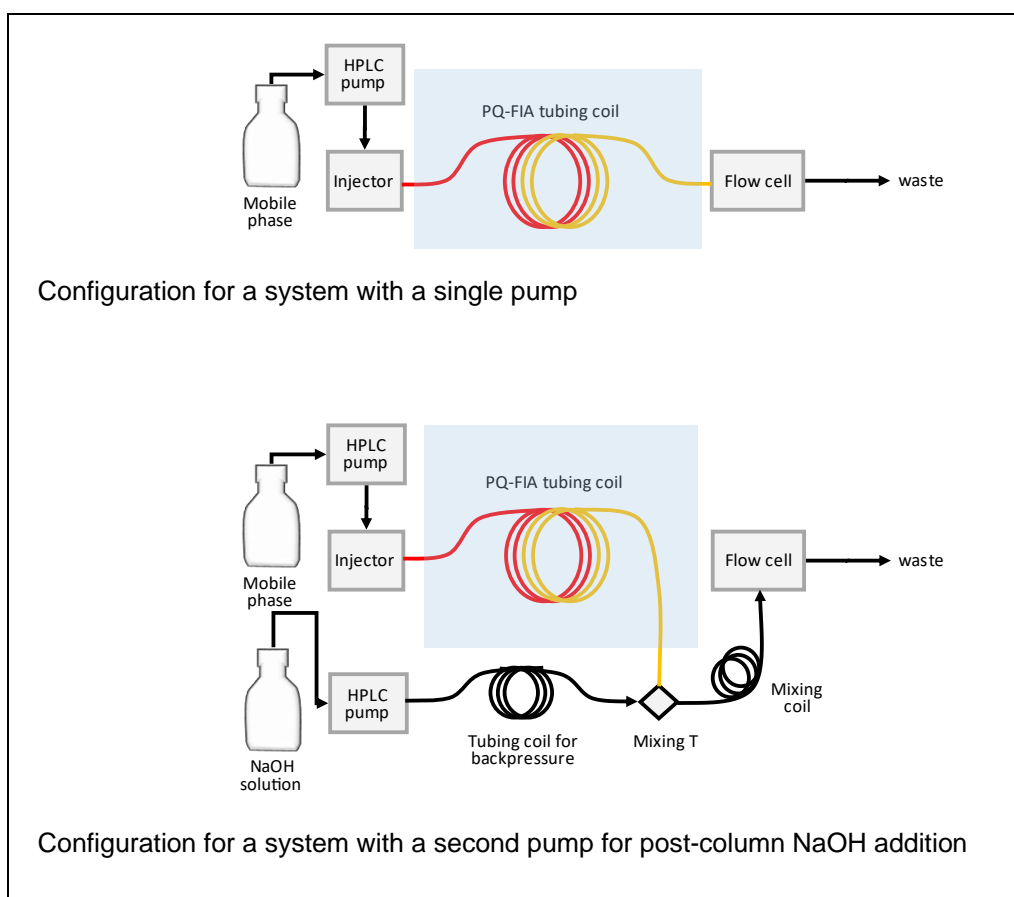 HPLC
pump
PQ-FIA tubing coil
Injector
Flow cell
waste
Mobile
phase
Configuration for a system with a single pump
HPLC
pump
PQ-FIA tubing coil
Injector
Flow cell
waste
Mobile
phase
HPLC
pump
Mixing
coil
Tubing coil for
backpressure
Mixing T
NaOH
solution
Configuration for a system with a second pump for post-column NaOH addition